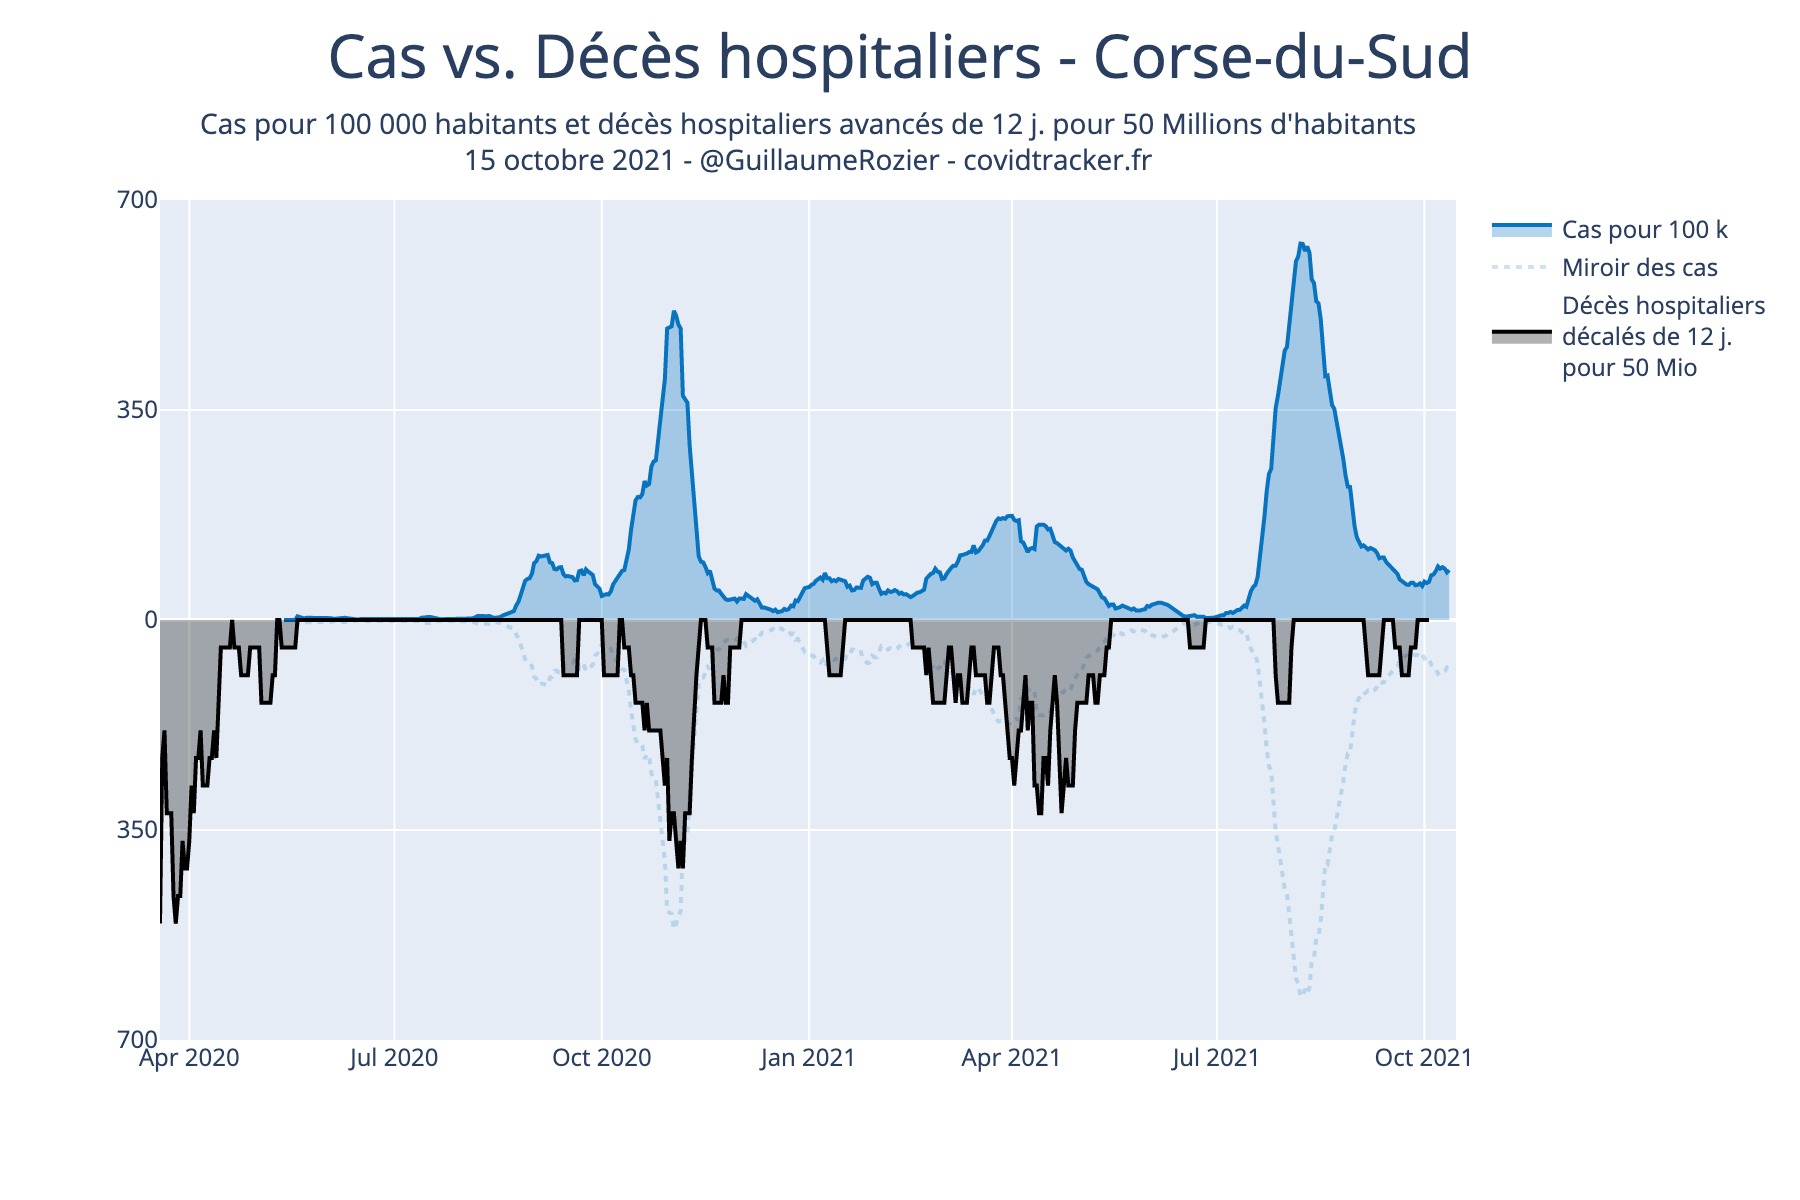 Cas vs. Décès hospitaliers - Corse-du-Sud
Cas pour 100 000 habitants et décès hospitaliers avancés de 12 j. pour 50 Millions d'habitants
15 octobre 2021 - @GuillaumeRozier - covidtracker.fr
700
350
0
350
700
Apr 2020
Jul 2020
Oct 2020
Jan 2021
Apr 2021
Jul 2021
Oct 2021
Cas pour 100 k
Miroir des cas
Décès hospitaliers
décalés de 12 j.
pour 50 Mio